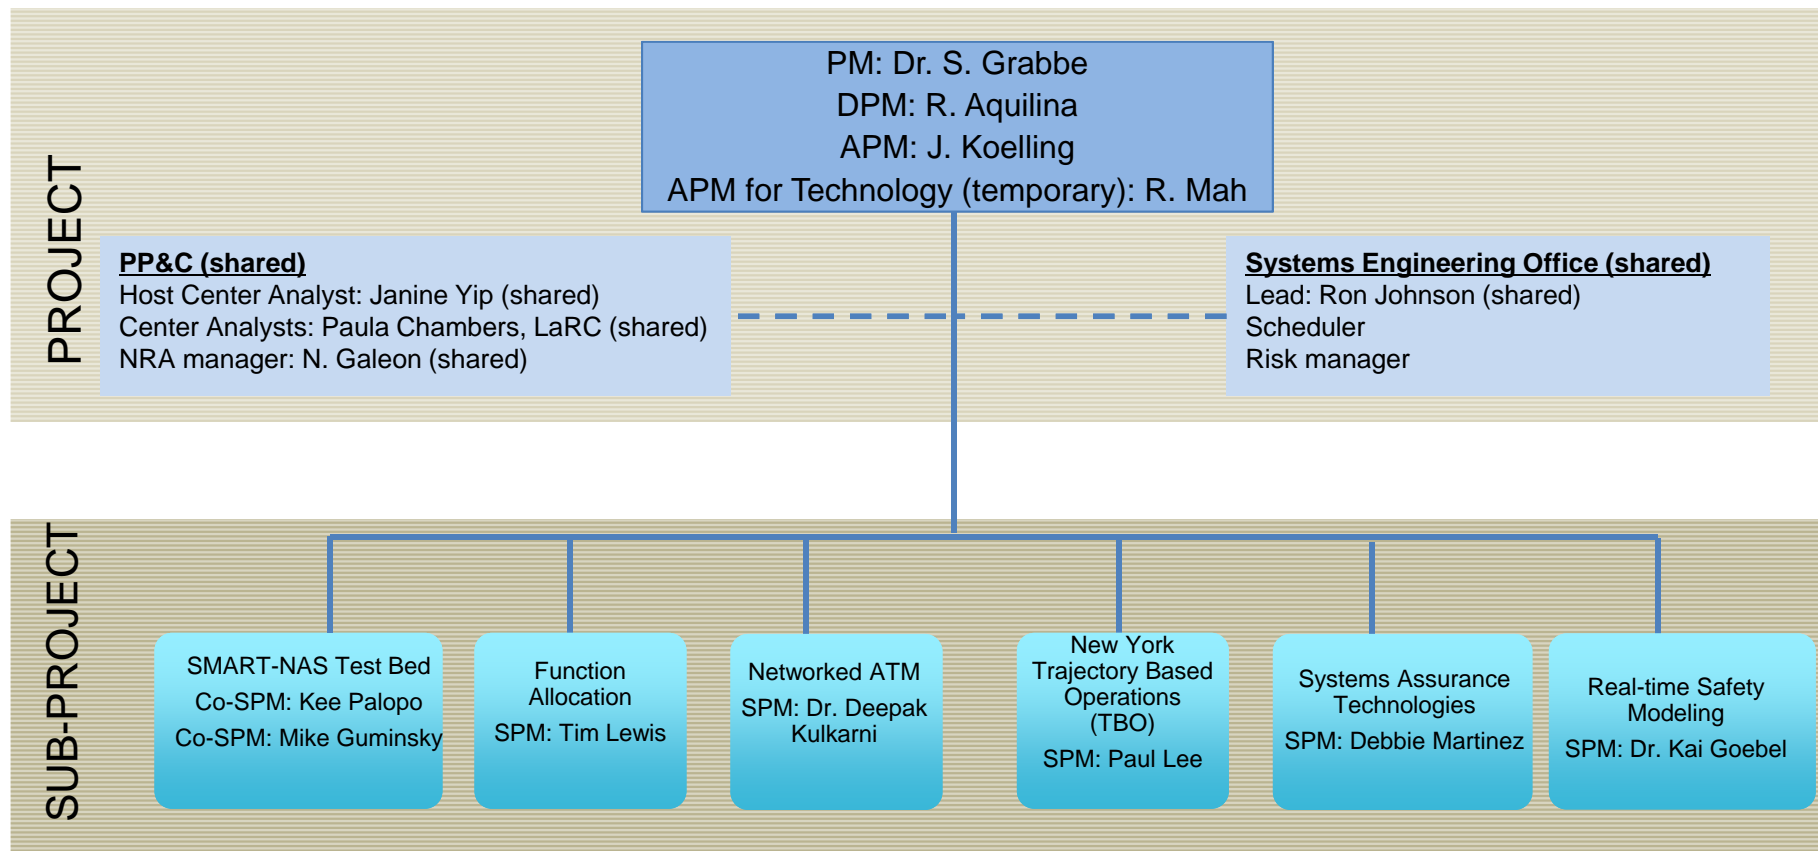 PROJECT
PM: Dr. S. Grabbe
DPM: R. Aquilina
APM: J. Koelling
APM for Technology (temporary): R. Mah
PP&C (shared)
Host Center Analyst: Janine Yip (shared)
Center Analysts: Paula Chambers, LaRC (shared)
NRA manager: N. Galeon (shared)
Systems Engineering Office (shared)
Lead: Ron Johnson (shared)
Scheduler
Risk manager
SUB-PROJECT
SMART-NAS Test Bed
Co-SPM: Kee Palopo
Co-SPM: Mike Guminsky
Function
Allocation
SPM: Tim Lewis
Networked ATM
SPM: Dr. Deepak
Kulkarni
New York
Trajectory Based
Operations
(TBO)
SPM: Paul Lee
Systems Assurance
Technologies
SPM: Debbie Martinez
Real-time Safety
Modeling
SPM: Dr. Kai Goebel